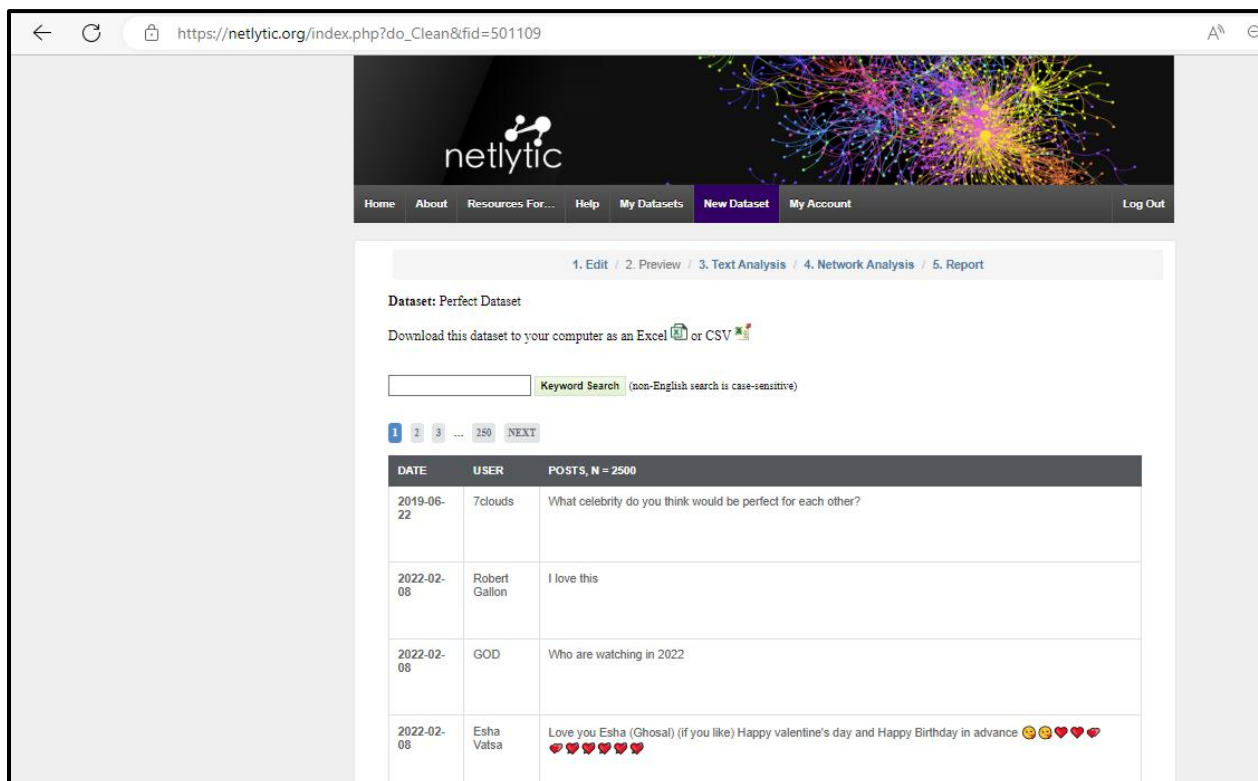 https://netlytic.org/index.php?do_Clean&fid=501109
netlytic
Home About Resources For... Help My Datasets New Dataset My Account Log Out
1. Edit / 2. Preview / 3. Text Analysis / 4. Network Analysis / 5. Report
Dataset: Perfect Dataset
Download this dataset to your computer as an Excel or CSV
Keyword Search (non-English search is case-sensitive)
1 2 3 ... 250 NEXT
DATE USER POSTS, N = 2500
2019-06-
22
7clouds
What celebrity do you think would be perfect for each other?
2022-02-
08
Robert
Gallon
I love this
2022-02-
08
GOD
Who are watching in 2022
2022-02-
08
Esha
Vatsa
Love you Esha (Ghosal) (if you like) Happy valentine's day and Happy Birthday in advance